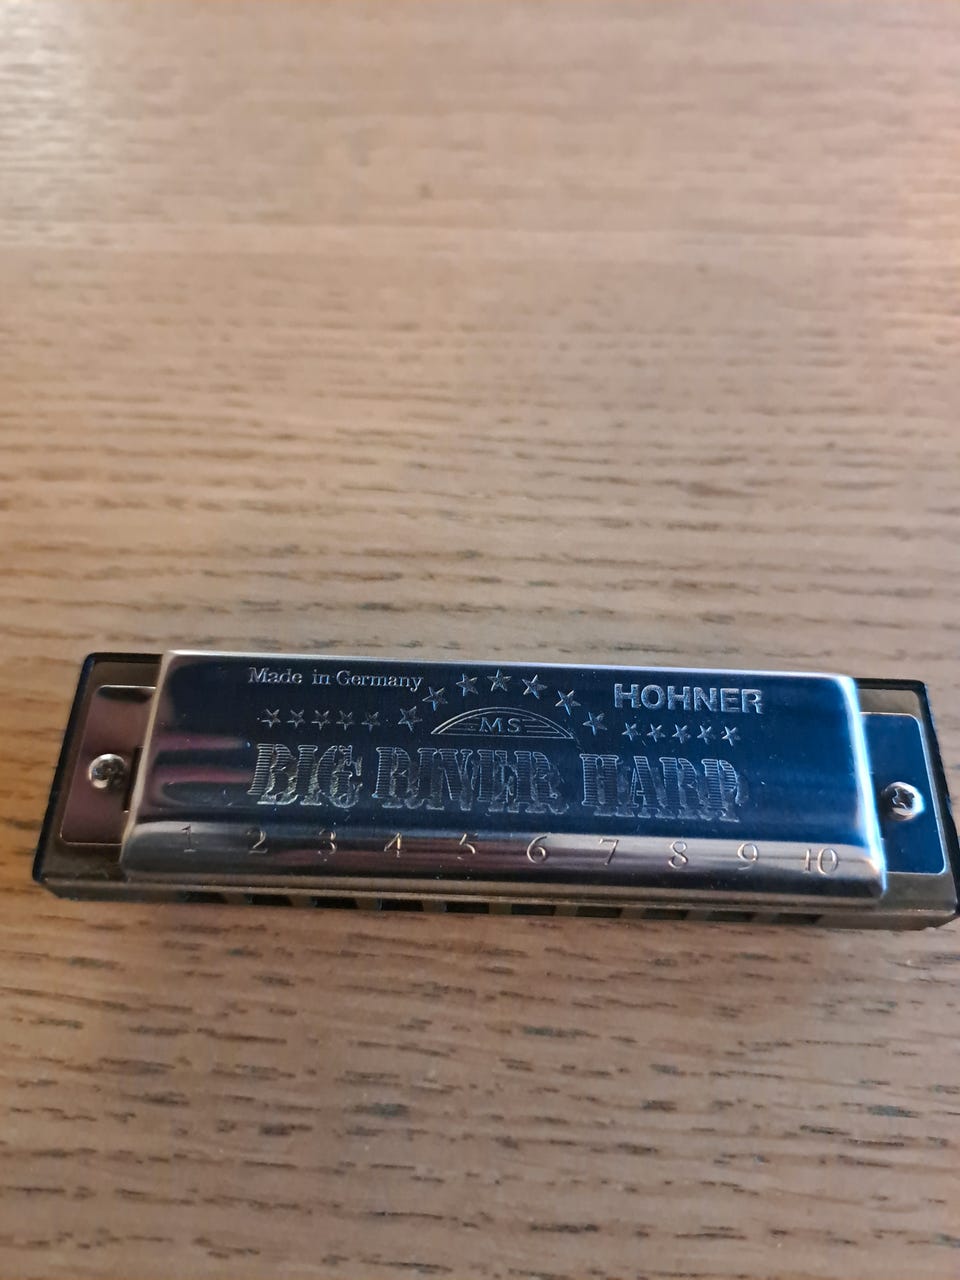 Made in Germany
HOHNER
MS
BIG RIVER HARP
1 2 3 4 5 6 7 8 9 10